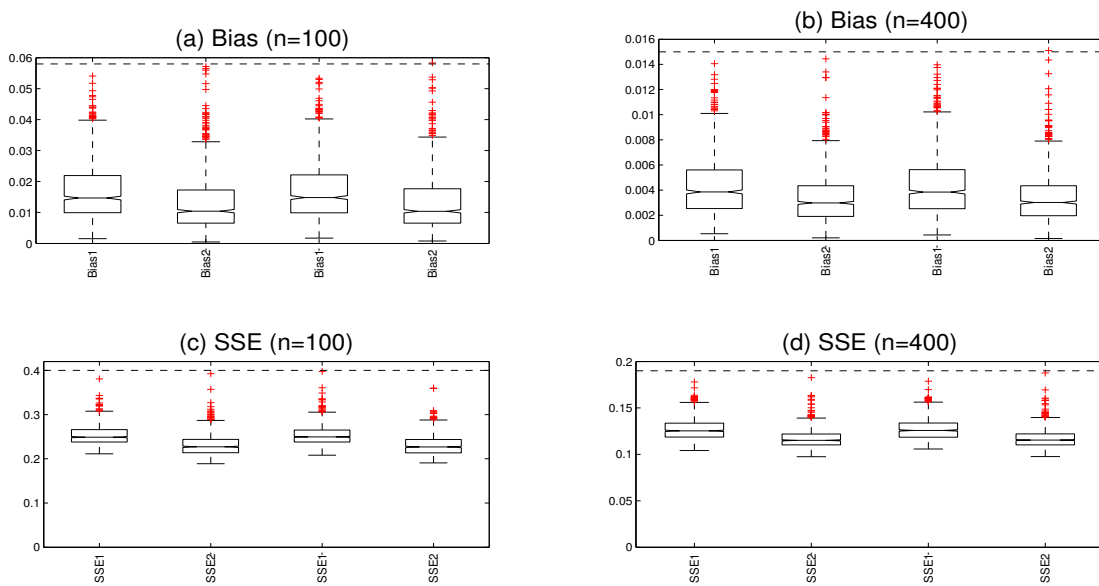 (a) Bias (n=100)
0.06
0.05
0.04
0.03
0.02
0.01
0
Bias1
Bias2
Bias1
Bias2
(b) Bias (n=400)
0.016
0.014
0.012
0.01
0.008
0.006
0.004
0.002
0
Bias1
Bias2
Bias1
Bias2
(c) SSE (n=100)
0.4
0.3
0.2
0.1
0
SSE1
SSE2
SSE1
SSE2
(d) SSE (n=400)
0.2
0.15
0.1
0.05
0
SSE1
SSE2
SSE1
SSE2